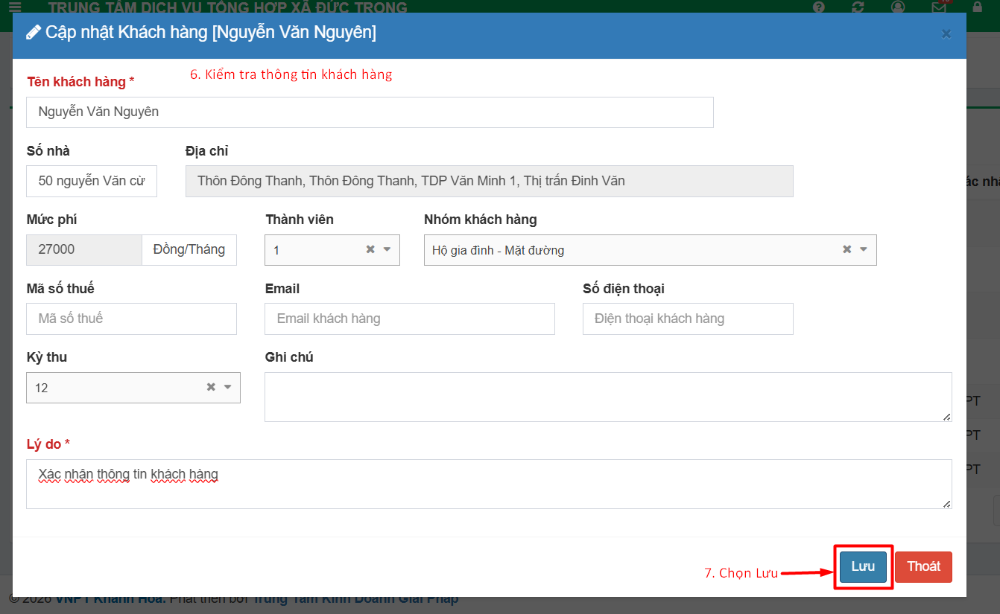 TRUNG TÂM DỊCH VỤ TỔNG HỢP XÃ ĐỨC TRỌNG
Cập nhật Khách hàng [Nguyễn Văn Nguyên]
×
Tên khách hàng *
6. Kiểm tra thông tin khách hàng
Nguyễn Văn Nguyên
Số nhà
Địa chỉ
50 nguyễn Văn cừ
Thôn Đông Thanh, Thôn Đông Thanh, TDP Văn Minh 1, Thị trấn Đinh Văn
Mức phí
Thành viên
Nhóm khách hàng
27000
Đồng/Tháng
1
Hộ gia đình - Mặt đường
Mã số thuế
Email
Số điện thoại
Mã số thuế
Email khách hàng
Điện thoại khách hàng
Kỳ thu
Ghi chú
12
PT
Lý do *
PT
Xác nhận thông tin khách hàng
PT
7. Chọn Lưu
Lưu
Thoát
© 2026 VNPT Khánh Hòa. Phát triển bởi Trung Tâm Kinh Doanh Giải Pháp